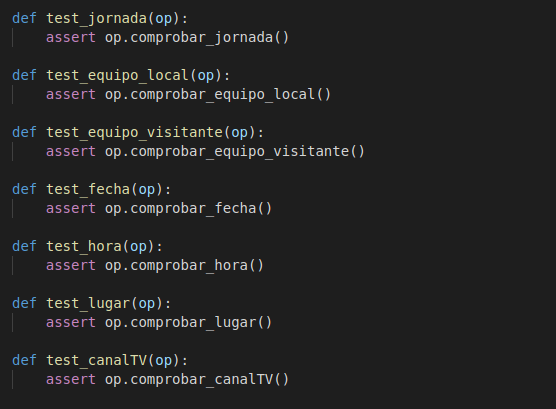 def test_jornada(op):
    assert op.comprobar_jornada()

def test_equipo_local(op):
    assert op.comprobar_equipo_local()

def test_equipo_visitante(op):
    assert op.comprobar_equipo_visitante()

def test_fecha(op):
    assert op.comprobar_fecha()

def test_hora(op):
    assert op.comprobar_hora()

def test_lugar(op):
    assert op.comprobar_lugar()

def test_canalTV(op):
    assert op.comprobar_canalTV()